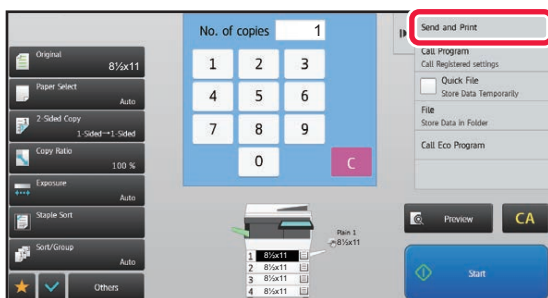 No. of copies 1
1 2 3
4 5 6
7 8 9
0 C
Original
8½x11
Paper Select
Auto
2-Sided Copy
1-Sided→1-Sided
Copy Ratio
100 %
Exposure
Auto
Staple Sort
Sort/Group
Auto
Others
Plain 1
8½x11
1 8½x11
2 8½x11
3 8½x11
4 8½x11
Send and Print
Call Program
Call Registered settings
Quick File
Store Data Temporarily
File
Store Data in Folder
Call Eco Program
Preview
CA
Start